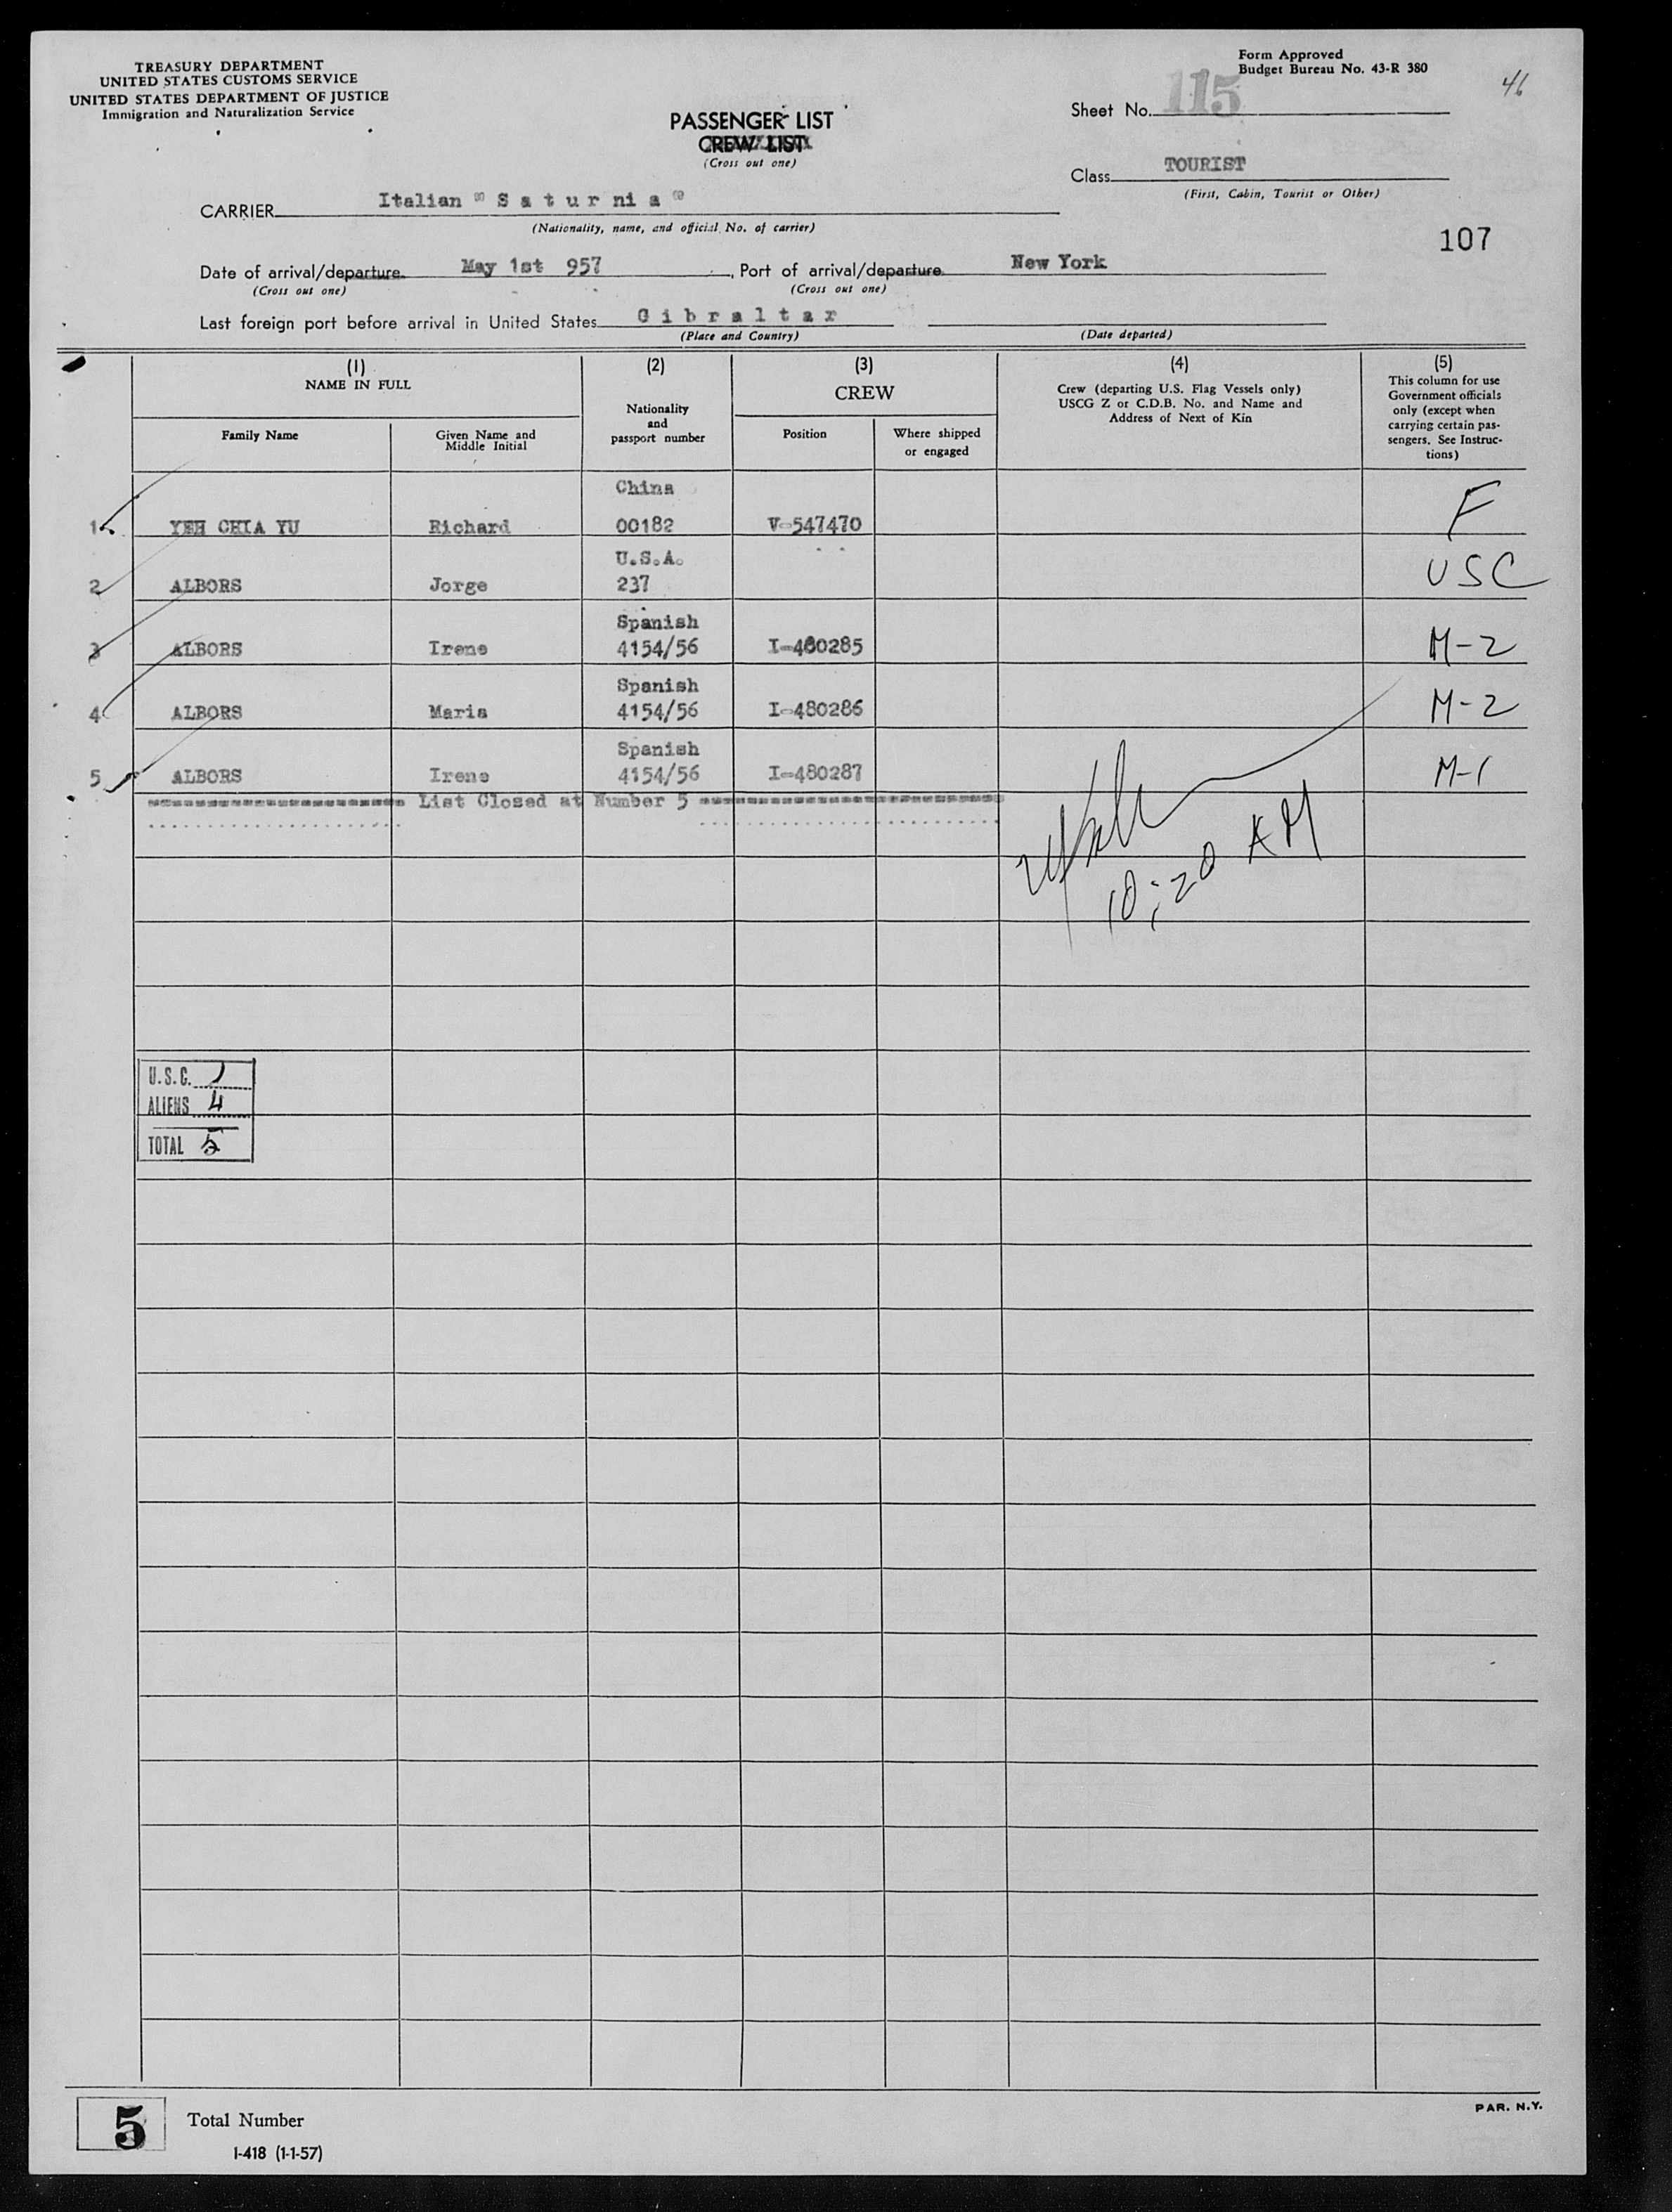 TREASURY DEPARTMENT
UNITED STATES CUSTOMS SERVICE
UNITED STATES DEPARTMENT OF JUSTICE
Immigration and Naturalization Service
Form Approved
Budget Bureau No. 43-R 380
46
Sheet No. 115
PASSENGER LIST
CREW LIST
(Cross out one)
Class TOURIST
(First, Cabin, Tourist or Other)
CARRIER Italian "S a t u r n i a"
(Nationality, name, and official No. of carrier)
107
Date of arrival/departure May 1st 957, Port of arrival/departure New York
(Cross out one) (Cross out one)
Last foreign port before arrival in United States G i b r a l t a r
(Place and Country) (Date departed)
(1) (2) (3) (4) (5)
NAME IN FULL
Family Name
Given Name and
Middle Initial
Nationality
and
passport number
CREW
Position
Where shipped
or engaged
Crew (departing U.S. Flag Vessels only)
USCG Z or C.D.B. No. and Name and
Address of Next of Kin
This column for use
Government officials
only (except when
carrying certain pas-
sengers. See Instruc-
tions)
China
1 YEH CHIA YU Richard 00182 V-547470 F
U.S.A.
2 ALBORS Jorge 237 USC
Spanish
3 ALBORS Irene 4154/56 I-480285 M-2
Spanish
4 ALBORS Maria 4154/56 I-480286 M-2
Spanish
5 ALBORS Irene 4154/56 I-480287 M-1
List Closed at Number 5
10:20 AM
U.S.C. 1
ALIENS 4
TOTAL 5
5 Total Number
I-418 (1-1-57)
PAR. N.Y.